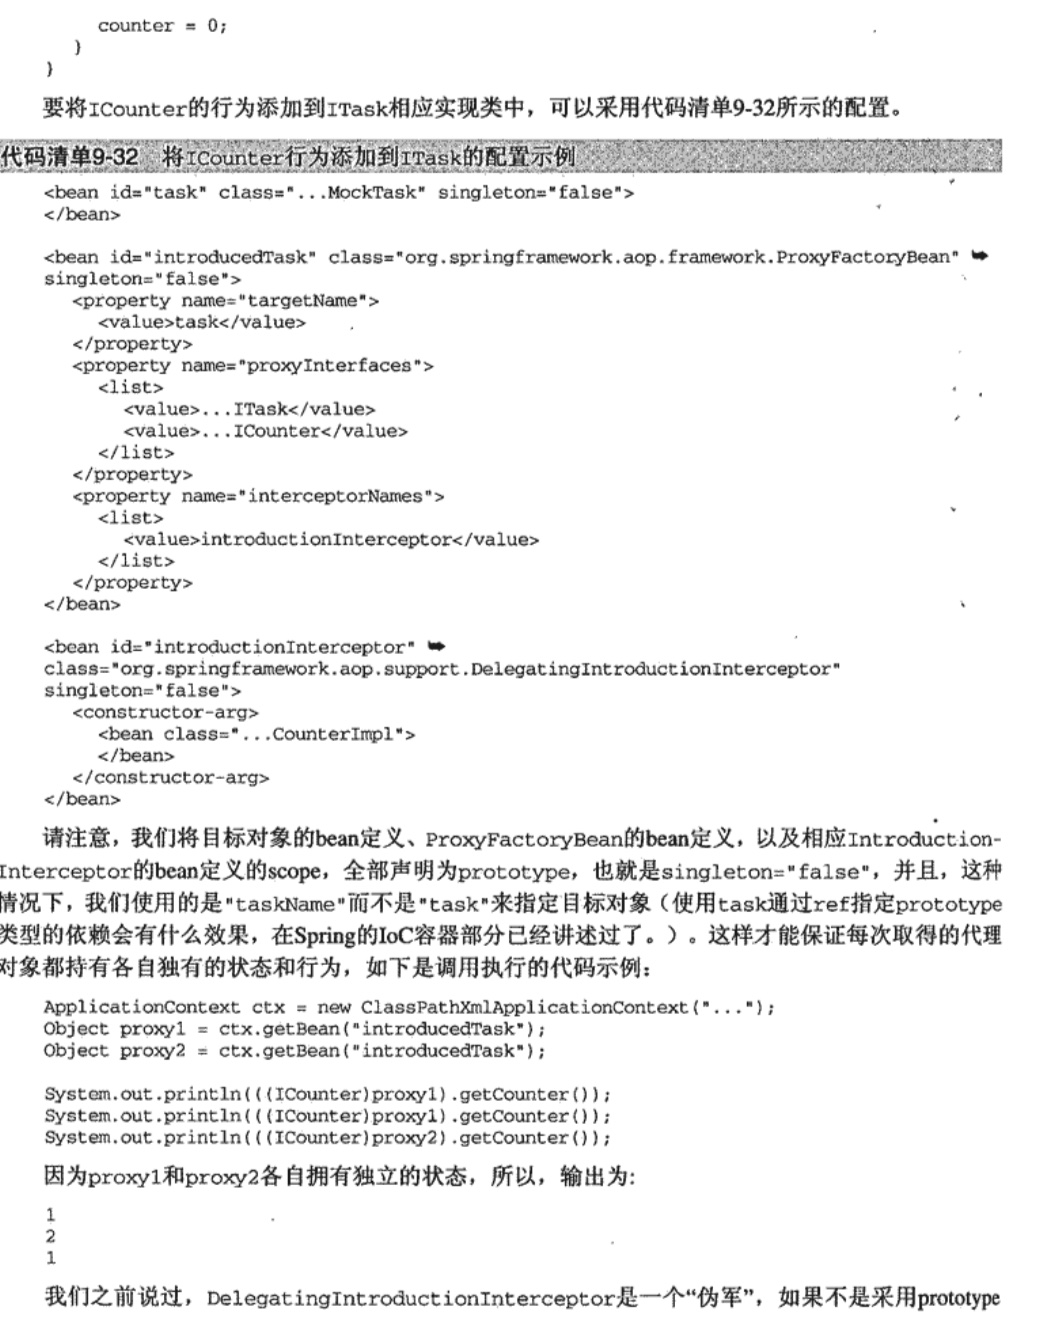 counter = 0;
}
}
要将ICounter的行为添加到ITask相应实现类中，可以采用代码清单9-32所示的配置。
代码清单9-32 将ICounter行为添加到ITask的配置示例
<bean id="task" class="...MockTask" singleton="false">
</bean>
<bean id="introducedTask" class="org.springframework.aop.framework.ProxyFactoryBean" ➥
singleton="false">
<property name="targetName">
<value>task</value>
</property>
<property name="proxyInterfaces">
<list>
<value>...ITask</value>
<value>...ICounter</value>
</list>
</property>
<property name="interceptorNames">
<list>
<value>introductionInterceptor</value>
</list>
</property>
</bean>
<bean id="introductionInterceptor" ➥
class="org.springframework.aop.support.DelegatingIntroductionInterceptor"
singleton="false">
<constructor-arg>
<bean class="...CounterImpl">
</bean>
</constructor-arg>
</bean>
请注意，我们将目标对象的bean定义、ProxyFactoryBean的bean定义，以及相应Introduction-
Interceptor的bean定义的scope，全部声明为prototype，也就是singleton="false"，并且，这种
情况下，我们使用的是"taskName"而不是"task"来指定目标对象（使用task通过ref指定prototype
类型的依赖会有什么效果，在Spring的IoC容器部分已经讲述过了。）。这样才能保证每次取得的代理
对象都持有各自独有的状态和行为，如下是调用执行的代码示例：
ApplicationContext ctx = new ClassPathXmlApplicationContext("...");
Object proxy1 = ctx.getBean("introducedTask");
Object proxy2 = ctx.getBean("introducedTask");
System.out.println(((ICounter)proxy1).getCounter());
System.out.println(((ICounter)proxy1).getCounter());
System.out.println(((ICounter)proxy2).getCounter());
因为proxy1和proxy2各自拥有独立的状态，所以，输出为:
1
2
1
我们之前说过，DelegatingIntroductionInterceptor是一个“伪军”，如果不是采用prototype